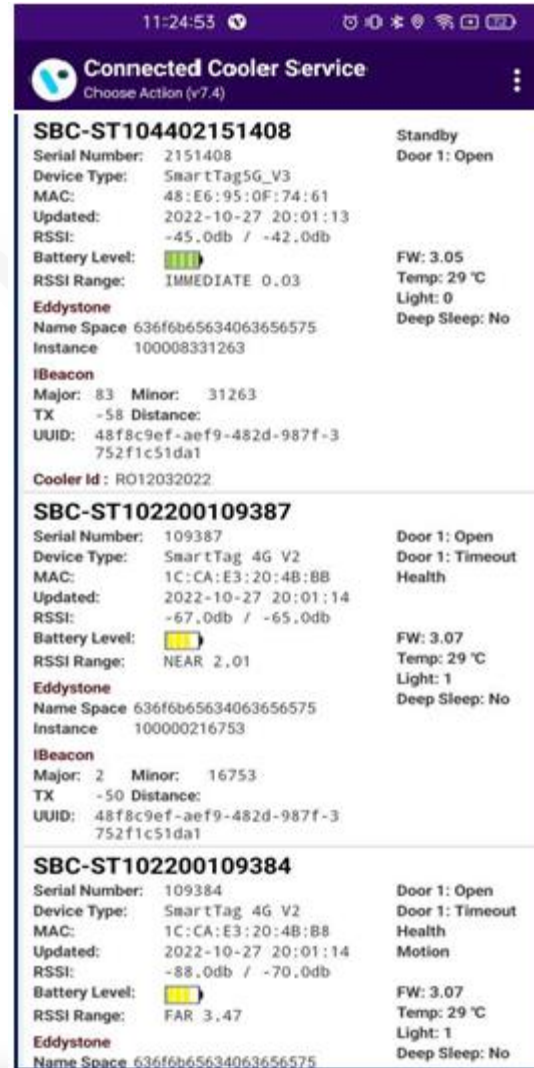 11:24:53
Connected Cooler Service
Choose Action (v7.4)
SBC-ST104402151408
Serial Number: 2151408
Device Type: SmartTag5G_V3
MAC: 48:E6:95:0F:74:61
Updated: 2022-10-27 20:01:13
RSSI: -45.0db / -42.0db
Battery Level:
RSSI Range: IMMEDIATE 0.03
Standby
Door 1: Open
FW: 3.05
Temp: 29 ℃
Light: 0
Deep Sleep: No
Eddystone
Name Space 636f6b65634063656575
Instance 100008331263
IBeacon
Major: 83 Minor: 31263
TX -58 Distance:
UUID: 48f8c9ef-aef9-482d-987f-3
752f1c51da1
Cooler Id : RO12032022
SBC-ST102200109387
Serial Number: 109387
Device Type: SmartTag 4G V2
MAC: 1C:CA:E3:20:4B:BB
Updated: 2022-10-27 20:01:14
RSSI: -67.0db / -65.0db
Battery Level:
RSSI Range: NEAR 2.01
Door 1: Open
Door 1: Timeout
Health
FW: 3.07
Temp: 29 ℃
Light: 1
Deep Sleep: No
Eddystone
Name Space 636f6b65634063656575
Instance 100000216753
IBeacon
Major: 2 Minor: 16753
TX -50 Distance:
UUID: 48f8c9ef-aef9-482d-987f-3
752f1c51da1
SBC-ST102200109384
Serial Number: 109384
Device Type: SmartTag 4G V2
MAC: 1C:CA:E3:20:4B:B8
Updated: 2022-10-27 20:01:14
RSSI: -88.0db / -70.0db
Battery Level:
RSSI Range: FAR 3.47
Door 1: Open
Door 1: Timeout
Health
Motion
FW: 3.07
Temp: 29 ℃
Light: 1
Deep Sleep: No
Eddystone
Name Space 636f6b65634063656575